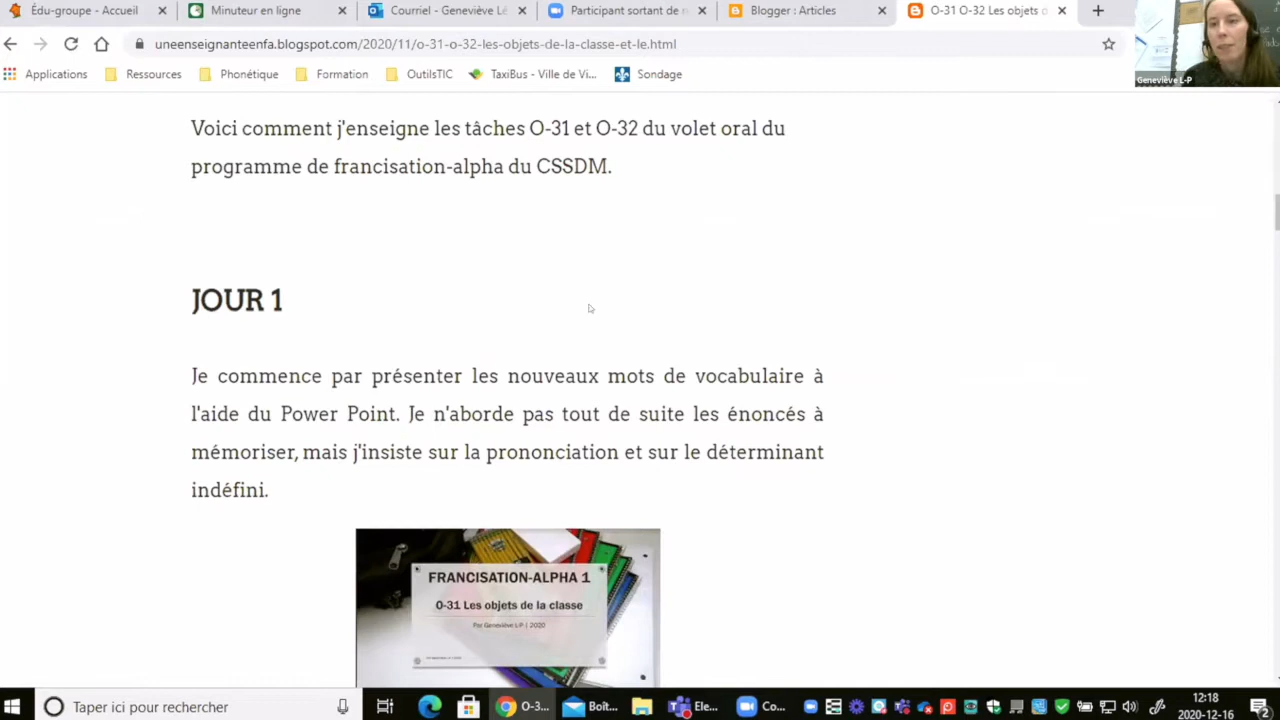 Édu-groupe - Accueil
Minuteur en ligne
Courriel - Geneviève Lé
Participant sortant de n
Blogger : Articles
O-31 O-32 Les objets d
uneenseignanteenfa.blogspot.com/2020/11/o-31-o-32-les-objets-de-la-classe-et-le.html
Applications
Ressources
Phonétique
Formation
OutilsTIC
TaxiBus - Ville de Vi...
Sondage
Geneviève L-P
Voici comment j'enseigne les tâches O-31 et O-32 du volet oral du
programme de francisation-alpha du CSSDM.
JOUR 1
Je commence par présenter les nouveaux mots de vocabulaire à
l'aide du Power Point. Je n'aborde pas tout de suite les énoncés à
mémoriser, mais j'insiste sur la prononciation et sur le déterminant
indéfini.
FRANCISATION-ALPHA 1
O-31 Les objets de la classe
Par Geneviève L-P | 2020
Taper ici pour rechercher
O-3...
Boît...
Ele...
Co...
12:18
2020-12-16
2